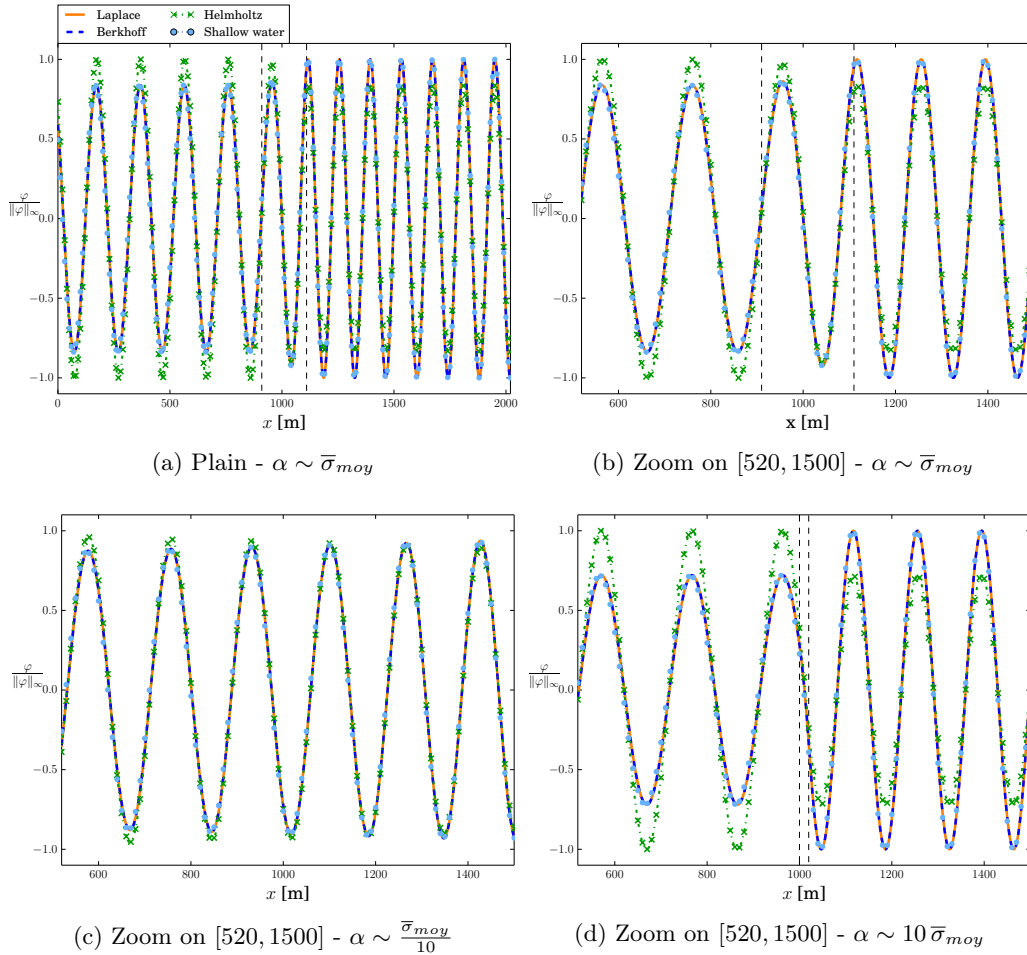 Laplace
Berkhoff
Helmholtz
Shallow water
1.0
0.5
0.0
−0.5
−1.0
φ/‖φ‖∞
0 500 1000 1500 2000
x [m]
(a) Plain - α ∼ σ̅_moy
1.0
0.5
0.0
−0.5
−1.0
φ/‖φ‖∞
600 800 1000 1200 1400
x [m]
(b) Zoom on [520, 1500] - α ∼ σ̅_moy
1.0
0.5
0.0
−0.5
−1.0
φ/‖φ‖∞
600 800 1000 1200 1400
x [m]
(c) Zoom on [520, 1500] - α ∼ σ̅_moy/10
1.0
0.5
0.0
−0.5
−1.0
φ/‖φ‖∞
600 800 1000 1200 1400
x [m]
(d) Zoom on [520, 1500] - α ∼ 10 σ̅_moy